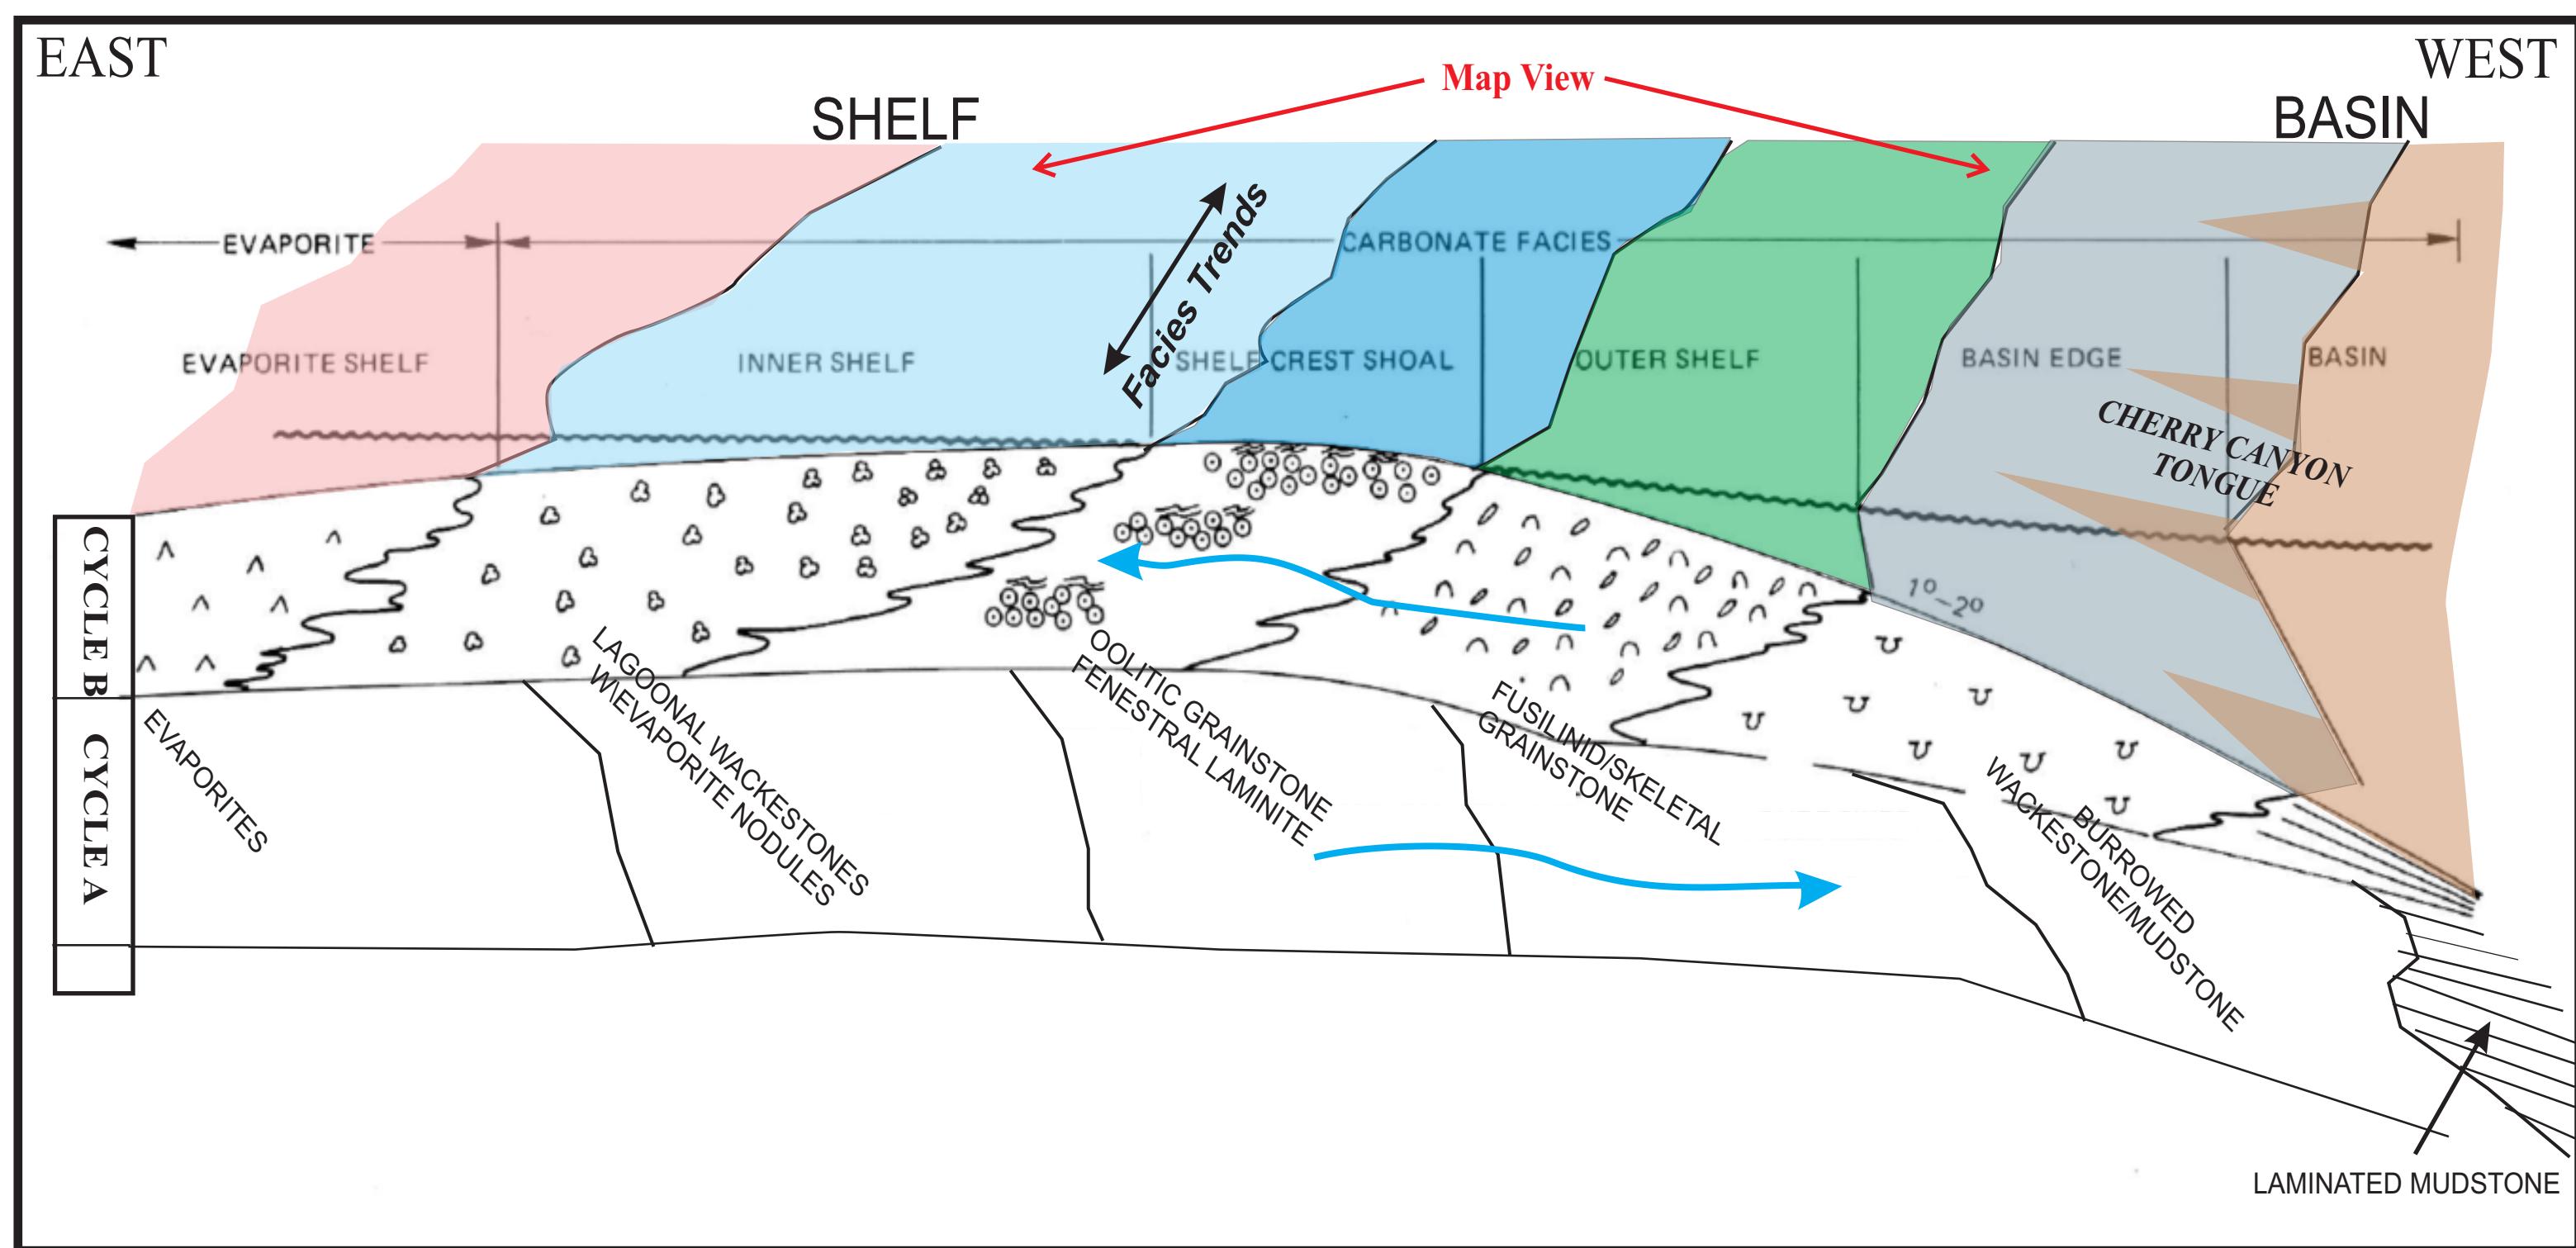 EAST
WEST
Map View
SHELF
BASIN
EVAPORITE
CARBONATE FACIES
Facies Trends
EVAPORITE SHELF
INNER SHELF
SHELF CREST SHOAL
OUTER SHELF
BASIN EDGE
BASIN
CHERRY CANYON
TONGUE
1º-2º
CYCLE B
CYCLE A
EVAPORITES
LAGOONAL WACKESTONES
W\EVAPORITE NODULES
OOLITIC GRAINSTONE
FENESTRAL LAMINITE
FUSILINID/SKELETAL
GRAINSTONE
BURROWED
WACKESTONE/MUDSTONE
LAMINATED MUDSTONE